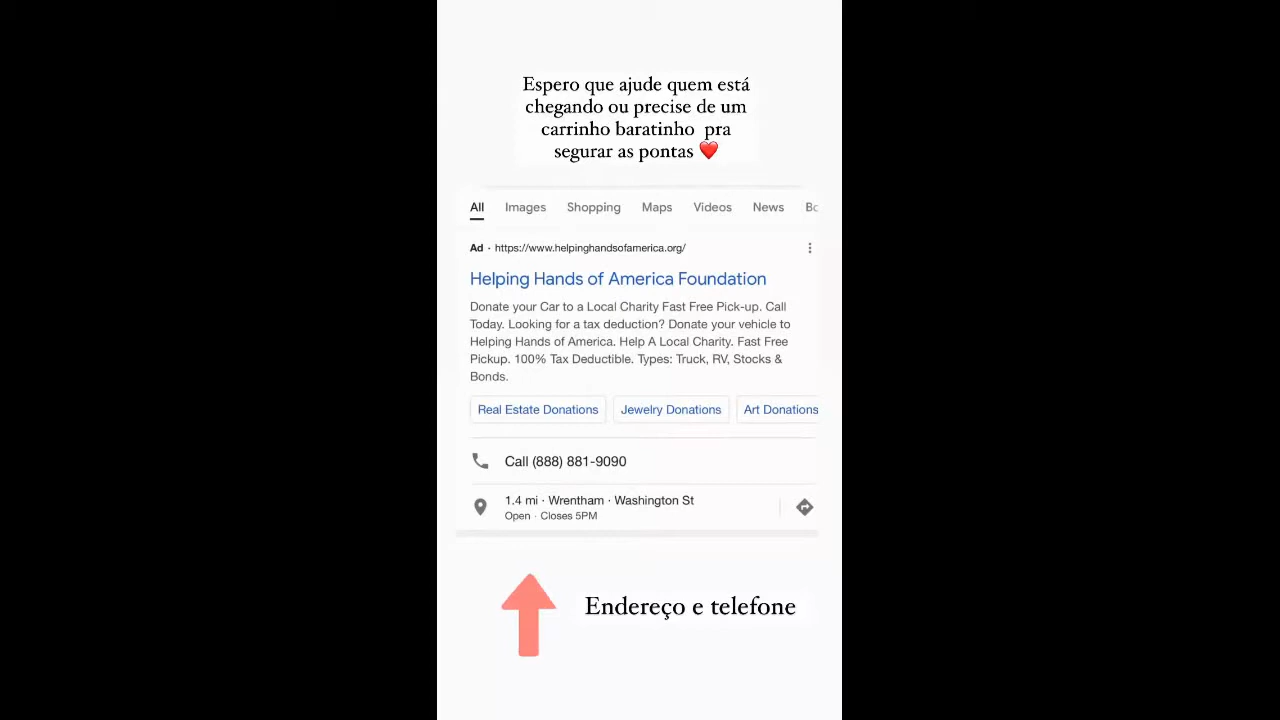 Espero que ajude quem está
chegando ou precise de um
carrinho baratinho pra
segurar as pontas ❤️
All Images Shopping Maps Videos News Bo
Ad · https://www.helpinghandsofamerica.org/
Helping Hands of America Foundation
Donate your Car to a Local Charity Fast Free Pick-up. Call
Today. Looking for a tax deduction? Donate your vehicle to
Helping Hands of America. Help A Local Charity. Fast Free
Pickup. 100% Tax Deductible. Types: Truck, RV, Stocks &
Bonds.
Real Estate Donations Jewelry Donations Art Donations
Call (888) 881-9090
1.4 mi · Wrentham · Washington St
Open · Closes 5PM
Endereço e telefone